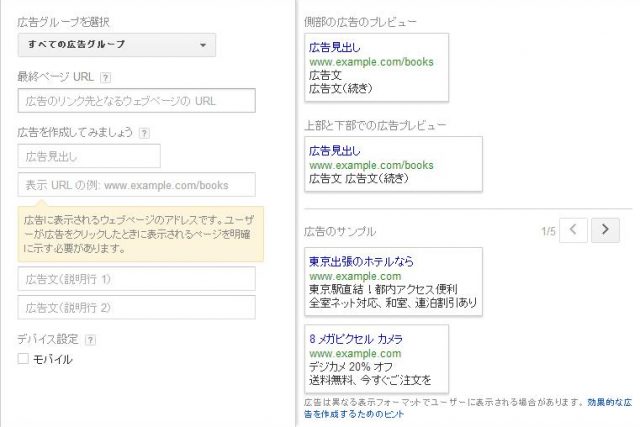 広告グループを選択
すべての広告グループ
最終ページ URL ?
広告のリンク先となるウェブページの URL
広告を作成してみましょう ?
広告見出し
表示 URL の例: www.example.com/books
広告に表示されるウェブページのアドレスです。ユーザー
が広告をクリックしたときに表示されるページを明確
に示す必要があります。
広告文(説明行 1)
広告文(説明行 2)
デバイス設定 ?
モバイル
側部の広告のプレビュー
広告見出し
www.example.com/books
広告文
広告文(続き)
上部と下部での広告プレビュー
広告見出し
www.example.com/books
広告文 広告文(続き)
広告のサンプル
1/5
東京出張のホテルなら
www.example.com
東京駅直結！都内アクセス便利
全室ネット対応、和室、連泊割引あり
8 メガピクセル カメラ
www.example.com
デジカメ 20% オフ
送料無料、今すぐご注文を
広告は異なる表示フォーマットでユーザーに表示される場合があります。 効果的な広
告を作成するためのヒント